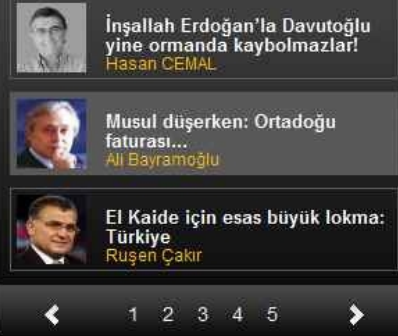 İnşallah Erdoğan’la Davutoğlu
yine ormanda kaybolmazlar!
Hasan CEMAL
Musul düşerken: Ortadoğu
faturası...
Ali Bayramoğlu
El Kaide için esas büyük lokma:
Türkiye
Ruşen Çakır
1 2 3 4 5